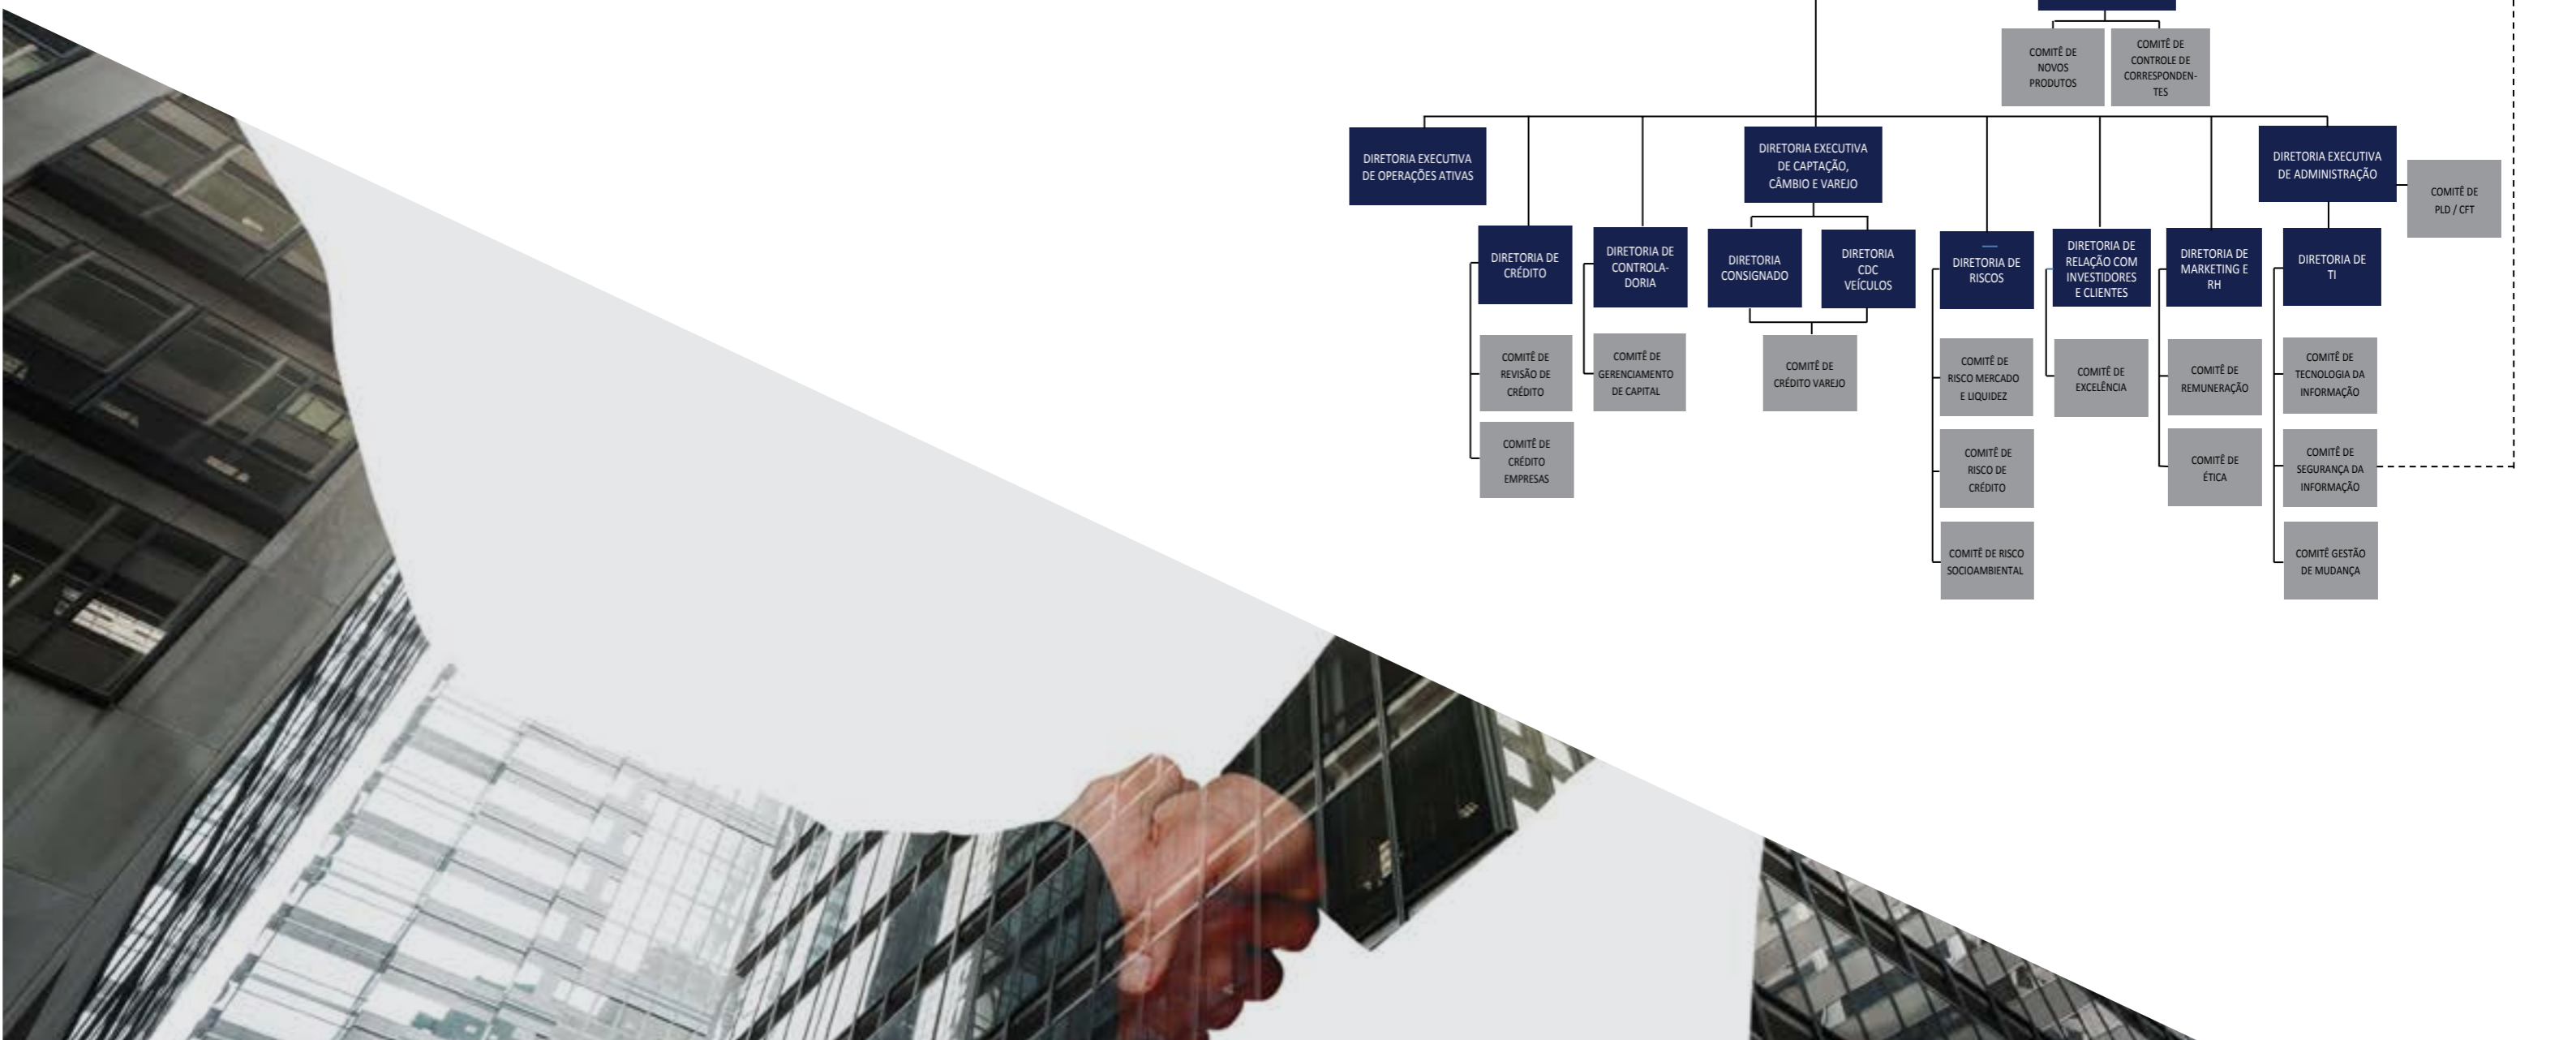 COMITÊ DE
NOVOS
PRODUTOS
COMITÊ DE
CONTROLE DE
CORRESPONDEN-
TES
DIRETORIA EXECUTIVA
DE OPERAÇÕES ATIVAS
DIRETORIA EXECUTIVA
DE CAPTAÇÃO,
CÂMBIO E VAREJO
DIRETORIA EXECUTIVA
DE ADMINISTRAÇÃO
COMITÊ DE
PLD / CFT
DIRETORIA DE
CRÉDITO
DIRETORIA DE
CONTROLA-
DORIA
DIRETORIA
CONSIGNADO
DIRETORIA
CDC
VEÍCULOS
DIRETORIA DE
RISCOS
DIRETORIA DE
RELAÇÃO COM
INVESTIDORES
E CLIENTES
DIRETORIA DE
MARKETING E
RH
DIRETORIA DE
TI
COMITÊ DE
REVISÃO DE
CRÉDITO
COMITÊ DE
GERENCIAMENTO
DE CAPITAL
COMITÊ DE
CRÉDITO VAREJO
COMITÊ DE
RISCO MERCADO
E LIQUIDEZ
COMITÊ DE
EXCELÊNCIA
COMITÊ DE
REMUNERAÇÃO
COMITÊ DE
TECNOLOGIA DA
INFORMAÇÃO
COMITÊ DE
CRÉDITO
EMPRESAS
COMITÊ DE
RISCO DE
CRÉDITO
COMITÊ DE
ÉTICA
COMITÊ DE
SEGURANÇA DA
INFORMAÇÃO
COMITÊ DE RISCO
SOCIOAMBIENTAL
COMITÊ GESTÃO
DE MUDANÇA